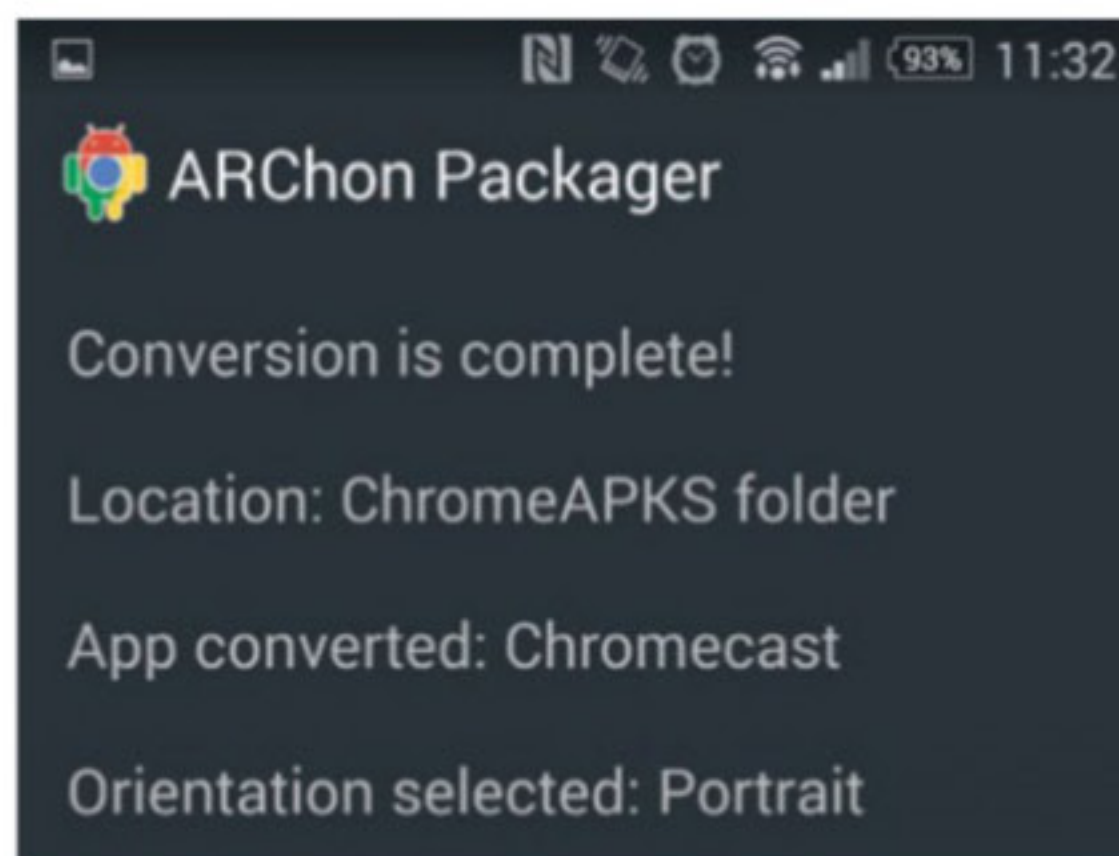 93% 11:32
ARChon Packager
Conversion is complete!
Location: ChromeAPKS folder
App converted: Chromecast
Orientation selected: Portrait